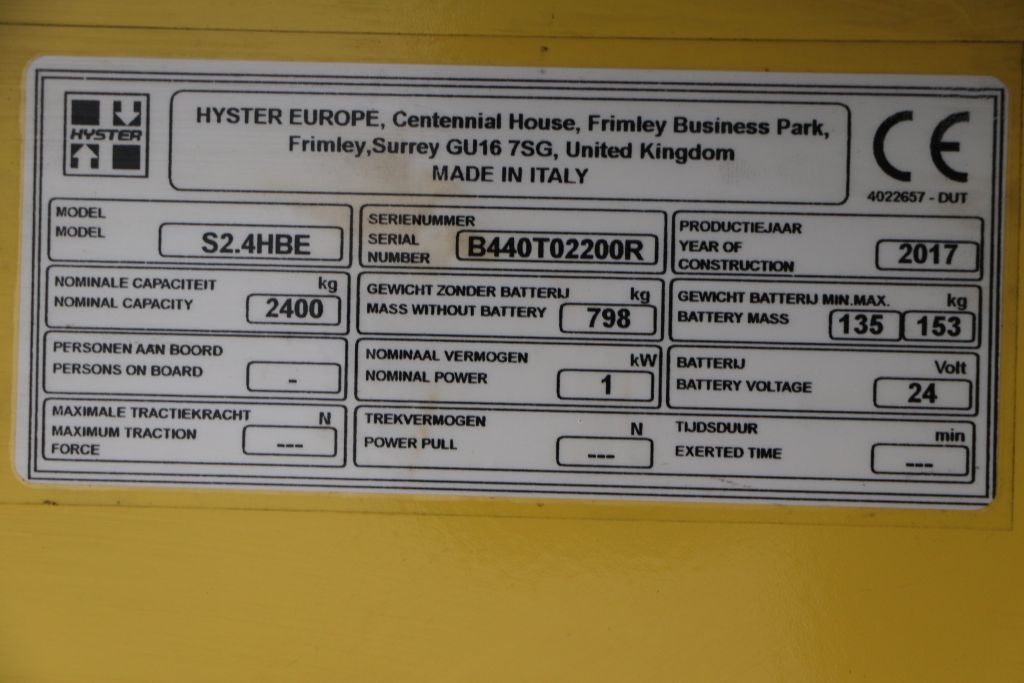 HYSTER
HYSTER EUROPE, Centennial House, Frimley Business Park,
Frimley,Surrey GU16 7SG, United Kingdom
MADE IN ITALY
CE
4022657 - DUT
MODEL
MODEL
S2.4HBE
SERIENUMMER
SERIAL
NUMBER
B440T02200R
PRODUCTIEJAAR
YEAR OF
CONSTRUCTION
2017
NOMINALE CAPACITEIT kg
NOMINAL CAPACITY
2400
GEWICHT ZONDER BATTERIJ kg
MASS WITHOUT BATTERY
798
GEWICHT BATTERIJ MIN.MAX. kg
BATTERY MASS
135 153
PERSONEN AAN BOORD
PERSONS ON BOARD
-
NOMINAAL VERMOGEN kW
NOMINAL POWER
1
BATTERIJ Volt
BATTERY VOLTAGE
24
MAXIMALE TRACTIEKRACHT N
MAXIMUM TRACTION
FORCE
---
TREKVERMOGEN N
POWER PULL
---
TIJDSDUUR min
EXERTED TIME
---